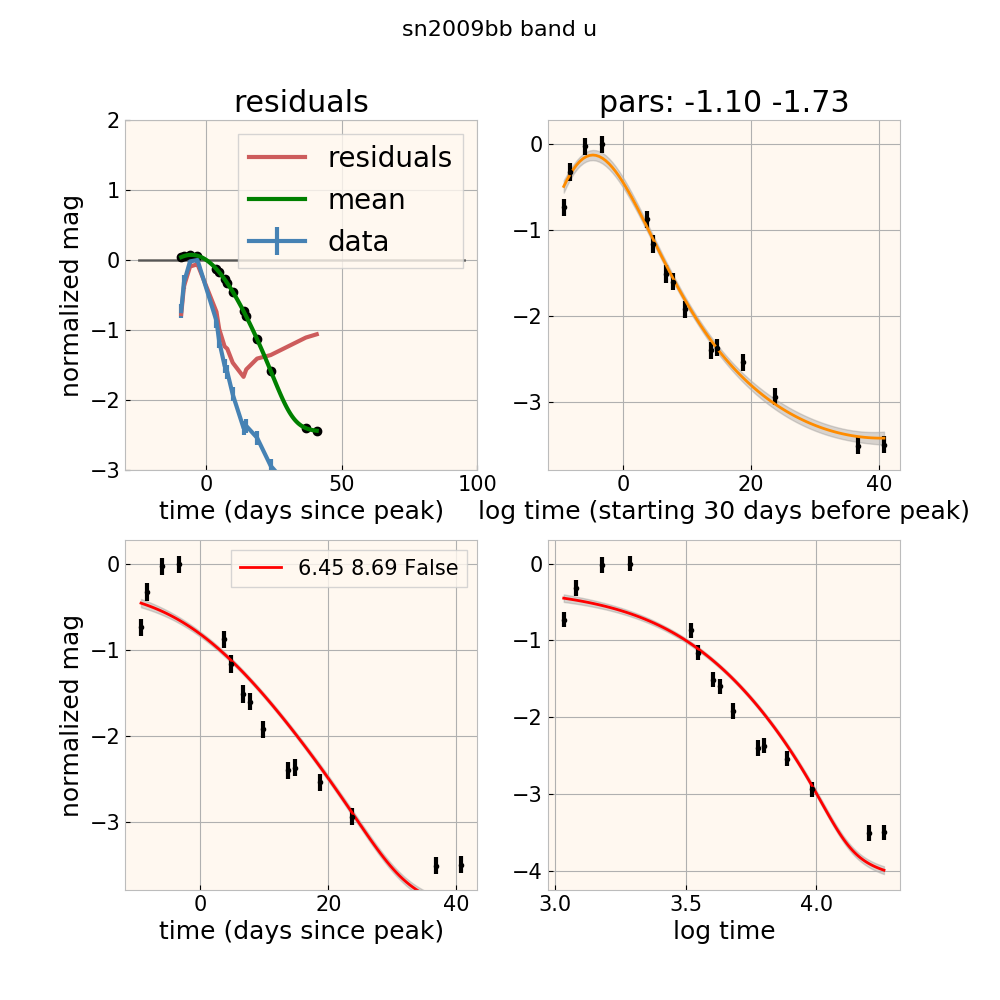 sn2009bb band u
residuals
2
1
0
−1
−2
−3
normalized mag
residuals
mean
data
0
50
100
time (days since peak)
pars: -1.10 -1.73
0
−1
−2
−3
0
20
40
log time (starting 30 days before peak)
0
−1
−2
−3
normalized mag
6.45 8.69 False
0
20
40
time (days since peak)
0
−1
−2
−3
−4
3.0
3.5
4.0
log time